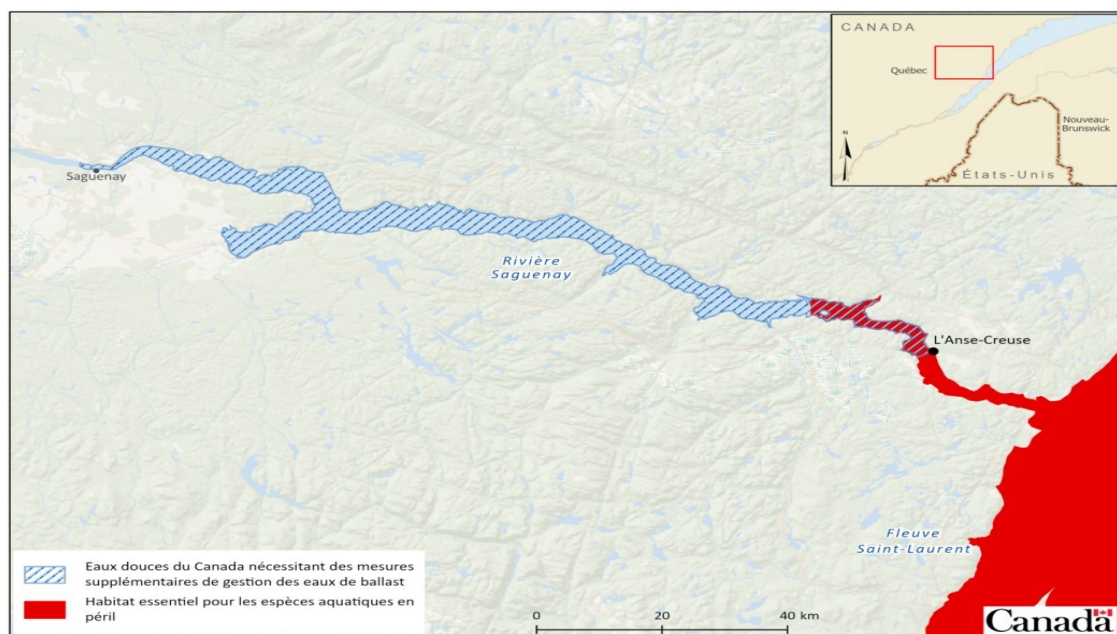 CANADA
Québec
Nouveau-
Brunswick
États-Unis
N
Saguenay
Rivière
Saguenay
L'Anse-Creuse
Fleuve
Saint-Laurent
Eaux douces du Canada nécessitant des mesures
supplémentaires de gestion des eaux de ballast
Habitat essentiel pour les espèces aquatiques en
péril
0 20 40 km
Canada